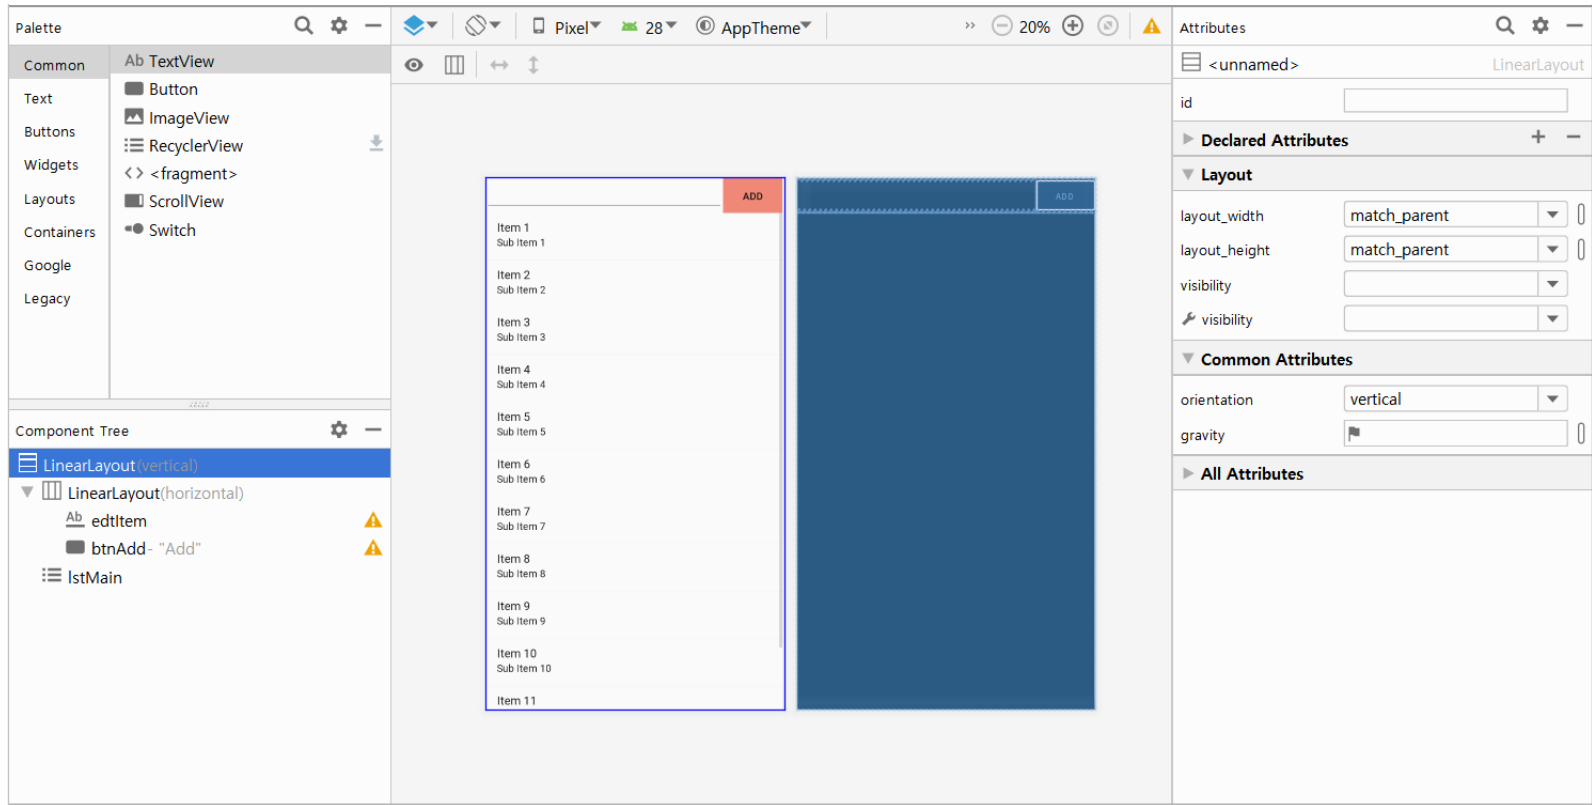 Palette
Common
Text
Buttons
Widgets
Layouts
Containers
Google
Legacy
Ab TextView
Button
ImageView
RecyclerView
<> <fragment>
ScrollView
Switch
Component Tree
LinearLayout(vertical)
LinearLayout(horizontal)
Ab edtItem
btnAdd- "Add"
lstMain
Pixel 28 AppTheme » 20%
ADD
Item 1
Sub Item 1
Item 2
Sub Item 2
Item 3
Sub Item 3
Item 4
Sub Item 4
Item 5
Sub Item 5
Item 6
Sub Item 6
Item 7
Sub Item 7
Item 8
Sub Item 8
Item 9
Sub Item 9
Item 10
Sub Item 10
Item 11
ADD
Attributes
<unnamed> LinearLayout
id
Declared Attributes
Layout
layout_width match_parent
layout_height match_parent
visibility
visibility
Common Attributes
orientation vertical
gravity
All Attributes